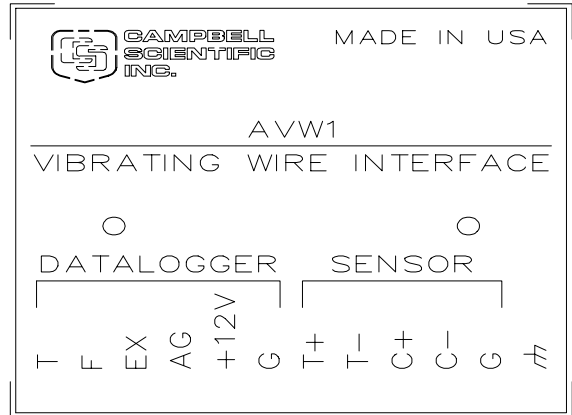 CAMPBELL
SCIENTIFIC
INC.
MADE IN USA
AVW1
VIBRATING WIRE INTERFACE
DATALOGGER SENSOR
T F EX AG +12V G T+ T- C+ C- G